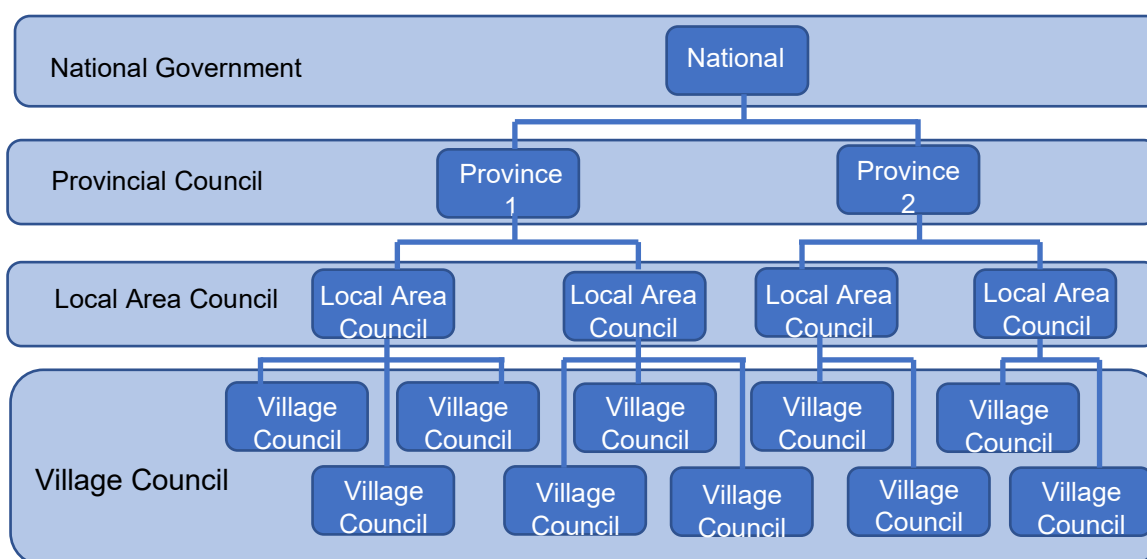 National Government
National
Provincial Council
Province
1
Province
2
Local Area Council
Local Area
Council
Local Area
Council
Local Area
Council
Local Area
Council
Village Council
Village
Council
Village
Council
Village
Council
Village
Council
Village
Council
Village
Council
Village
Council
Village
Council
Village
Council
Village
Council